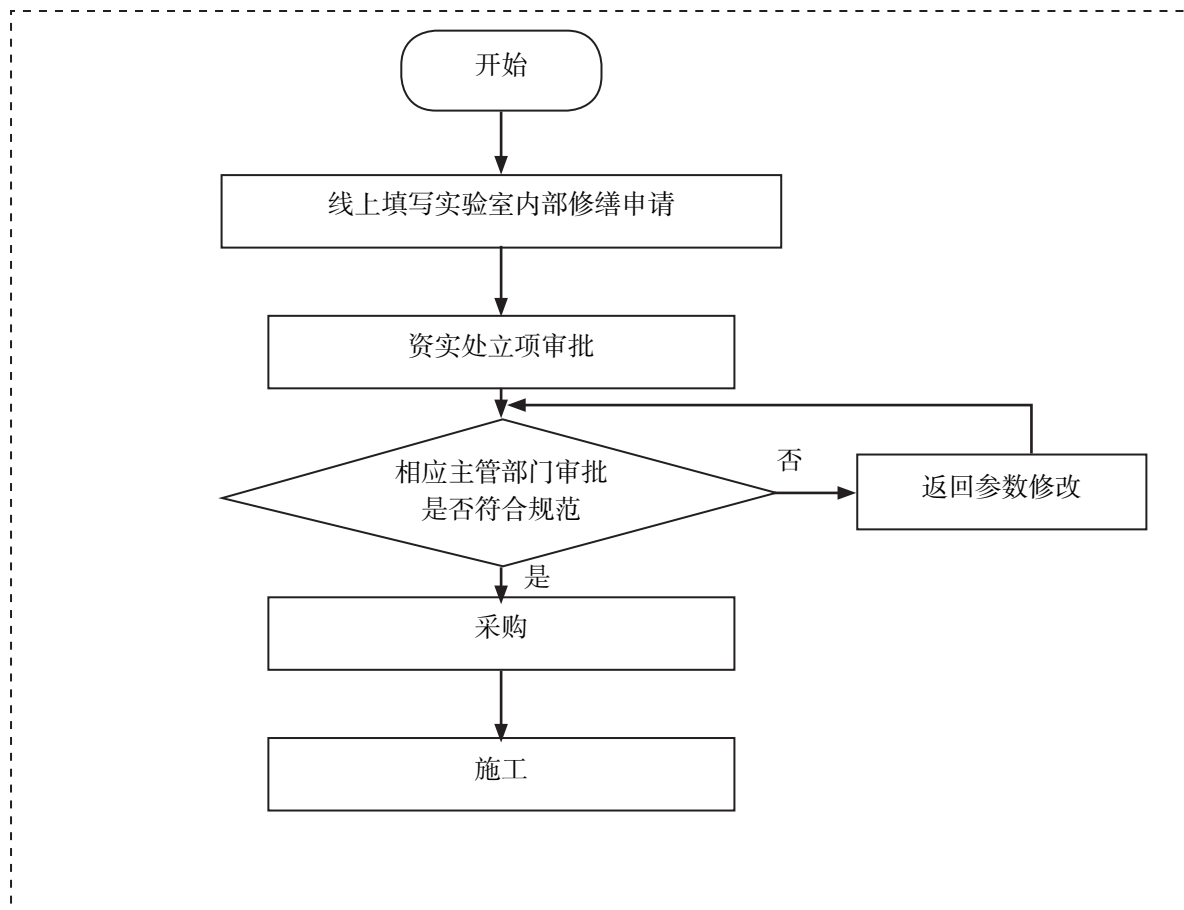 开始
线上填写实验室内部修缮申请
资实处立项审批
相应主管部门审批
是否符合规范
否
返回参数修改
是
采购
施工